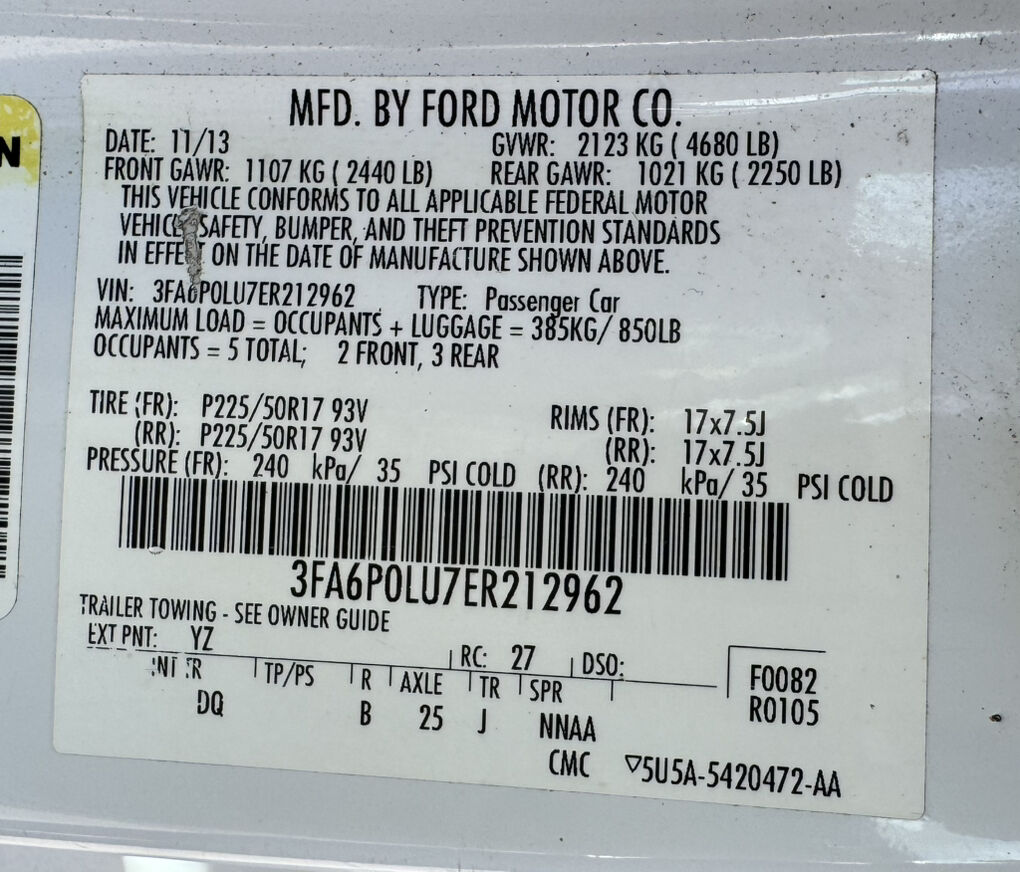 N
MFD. BY FORD MOTOR CO.
DATE: 11/13 GVWR: 2123 KG ( 4680 LB)
FRONT GAWR: 1107 KG ( 2440 LB) REAR GAWR: 1021 KG ( 2250 LB)
THIS VEHICLE CONFORMS TO ALL APPLICABLE FEDERAL MOTOR
VEHICLE SAFETY, BUMPER, AND THEFT PREVENTION STANDARDS
IN EFFECT ON THE DATE OF MANUFACTURE SHOWN ABOVE.
VIN: 3FA6P0LU7ER212962 TYPE: Passenger Car
MAXIMUM LOAD = OCCUPANTS + LUGGAGE = 385KG/ 850LB
OCCUPANTS = 5 TOTAL; 2 FRONT, 3 REAR
TIRE (FR): P225/50R17 93V RIMS (FR): 17x7.5J
(RR): P225/50R17 93V (RR): 17x7.5J
PRESSURE (FR): 240 kPa/ 35 PSI COLD (RR): 240 kPa/ 35 PSI COLD
3FA6P0LU7ER212962
TRAILER TOWING - SEE OWNER GUIDE
EXT PNT: YZ RC: 27 DSO:
INT TR TP/PS R AXLE TR SPR F0082
DQ B 25 J NNAA R0105
CMC ▽5U5A-5420472-AA